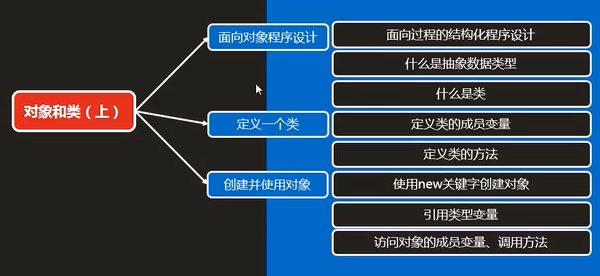 对象和类（上）
面向对象程序设计
面向过程的结构化程序设计
什么是抽象数据类型
什么是类
定义一个类
定义类的成员变量
定义类的方法
创建并使用对象
使用new关键字创建对象
引用类型变量
访问对象的成员变量、调用方法